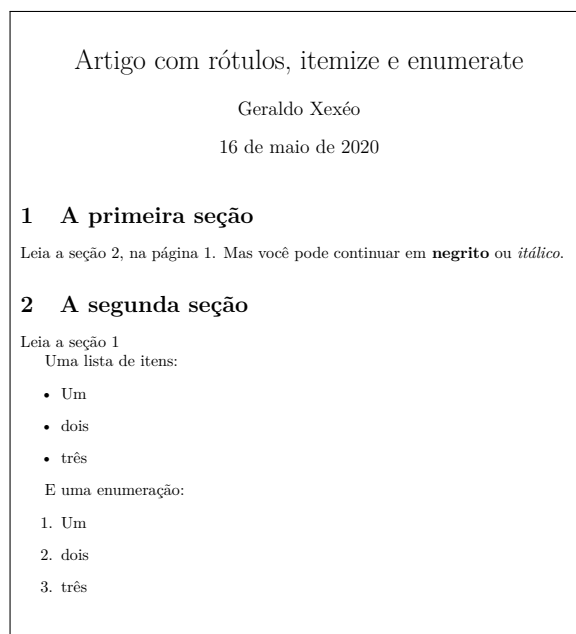 Artigo com rótulos, itemize e enumerate
Geraldo Xexéo
16 de maio de 2020
1 A primeira seção
Leia a seção 2, na página 1. Mas você pode continuar em negrito ou itálico.
2 A segunda seção
Leia a seção 1
Uma lista de itens:
• Um
• dois
• três
E uma enumeração:
1. Um
2. dois
3. três